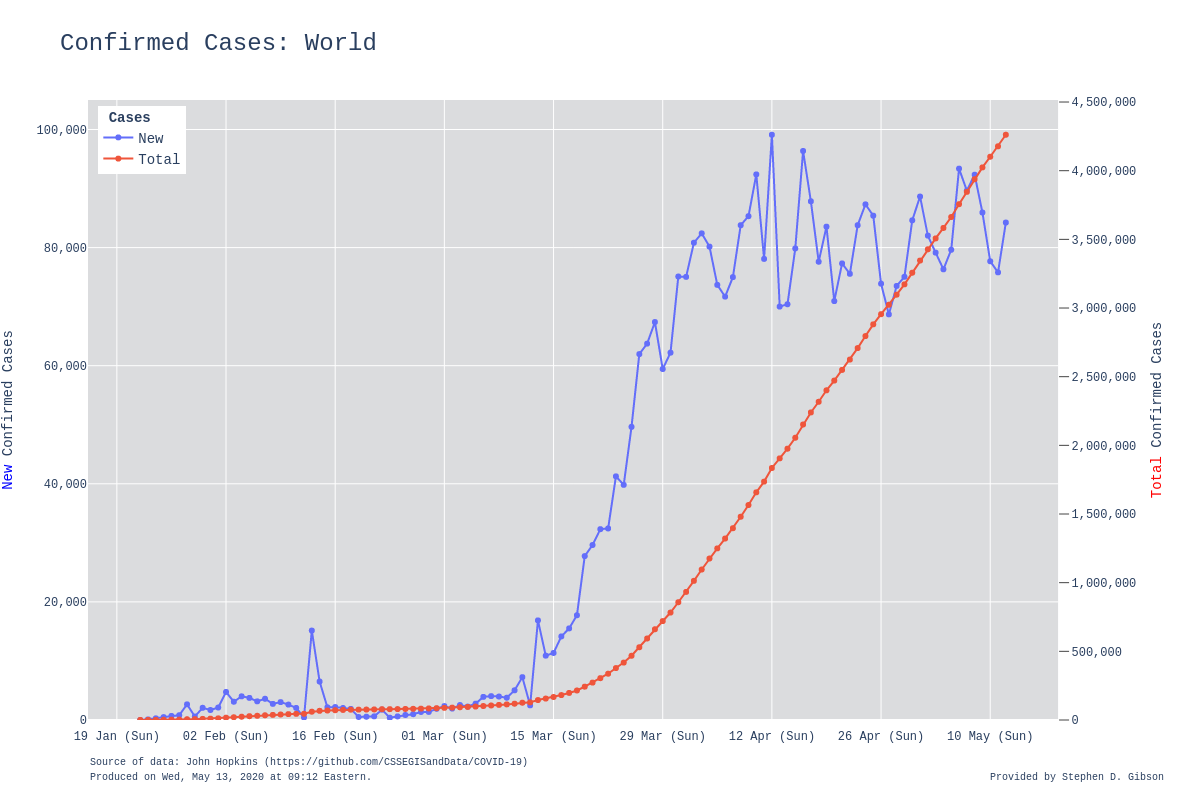 Confirmed Cases: World
Cases
New
Total
100,000
80,000
60,000
40,000
20,000
0
New Confirmed Cases
4,500,000
4,000,000
3,500,000
3,000,000
2,500,000
2,000,000
1,500,000
1,000,000
500,000
0
Total Confirmed Cases
19 Jan (Sun) 02 Feb (Sun) 16 Feb (Sun) 01 Mar (Sun) 15 Mar (Sun) 29 Mar (Sun) 12 Apr (Sun) 26 Apr (Sun) 10 May (Sun)
Source of data: John Hopkins (https://github.com/CSSEGISandData/COVID-19)
Produced on Wed, May 13, 2020 at 09:12 Eastern.
Provided by Stephen D. Gibson